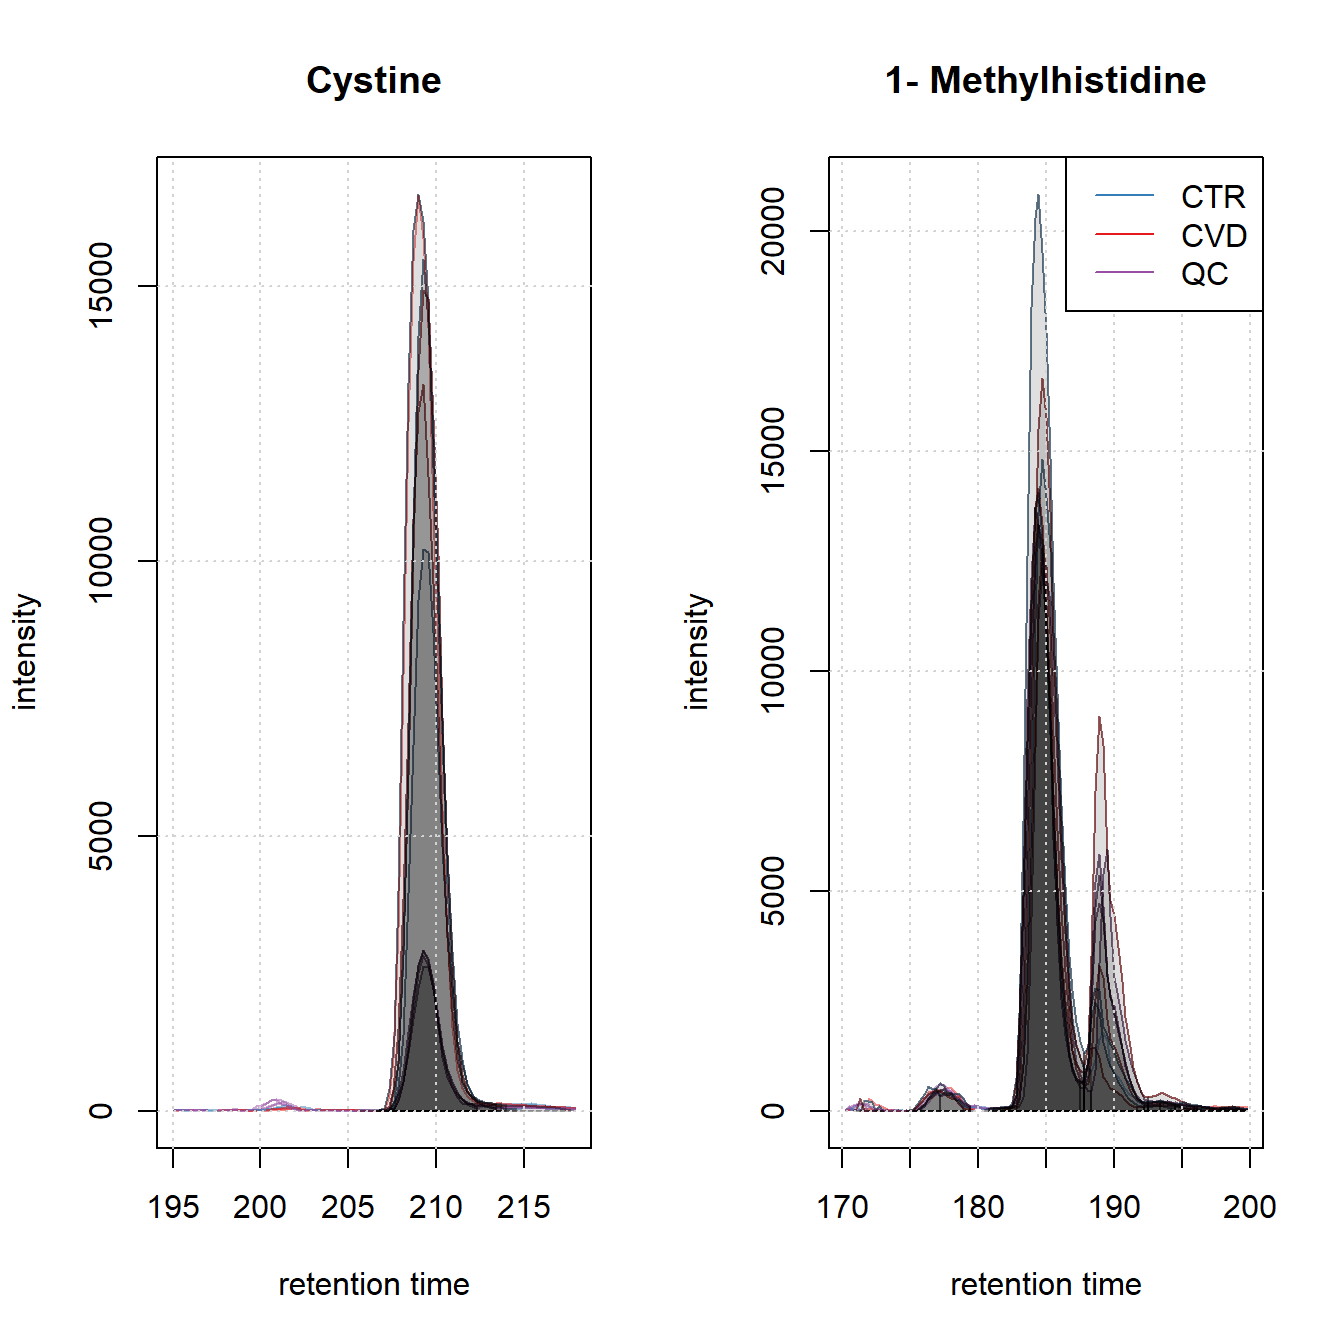 Cystine
intensity
0
5000
10000
15000
195 200 205 210 215
retention time
1- Methylhistidine
CTR
CVD
QC
intensity
0
5000
10000
15000
20000
170 180 190 200
retention time